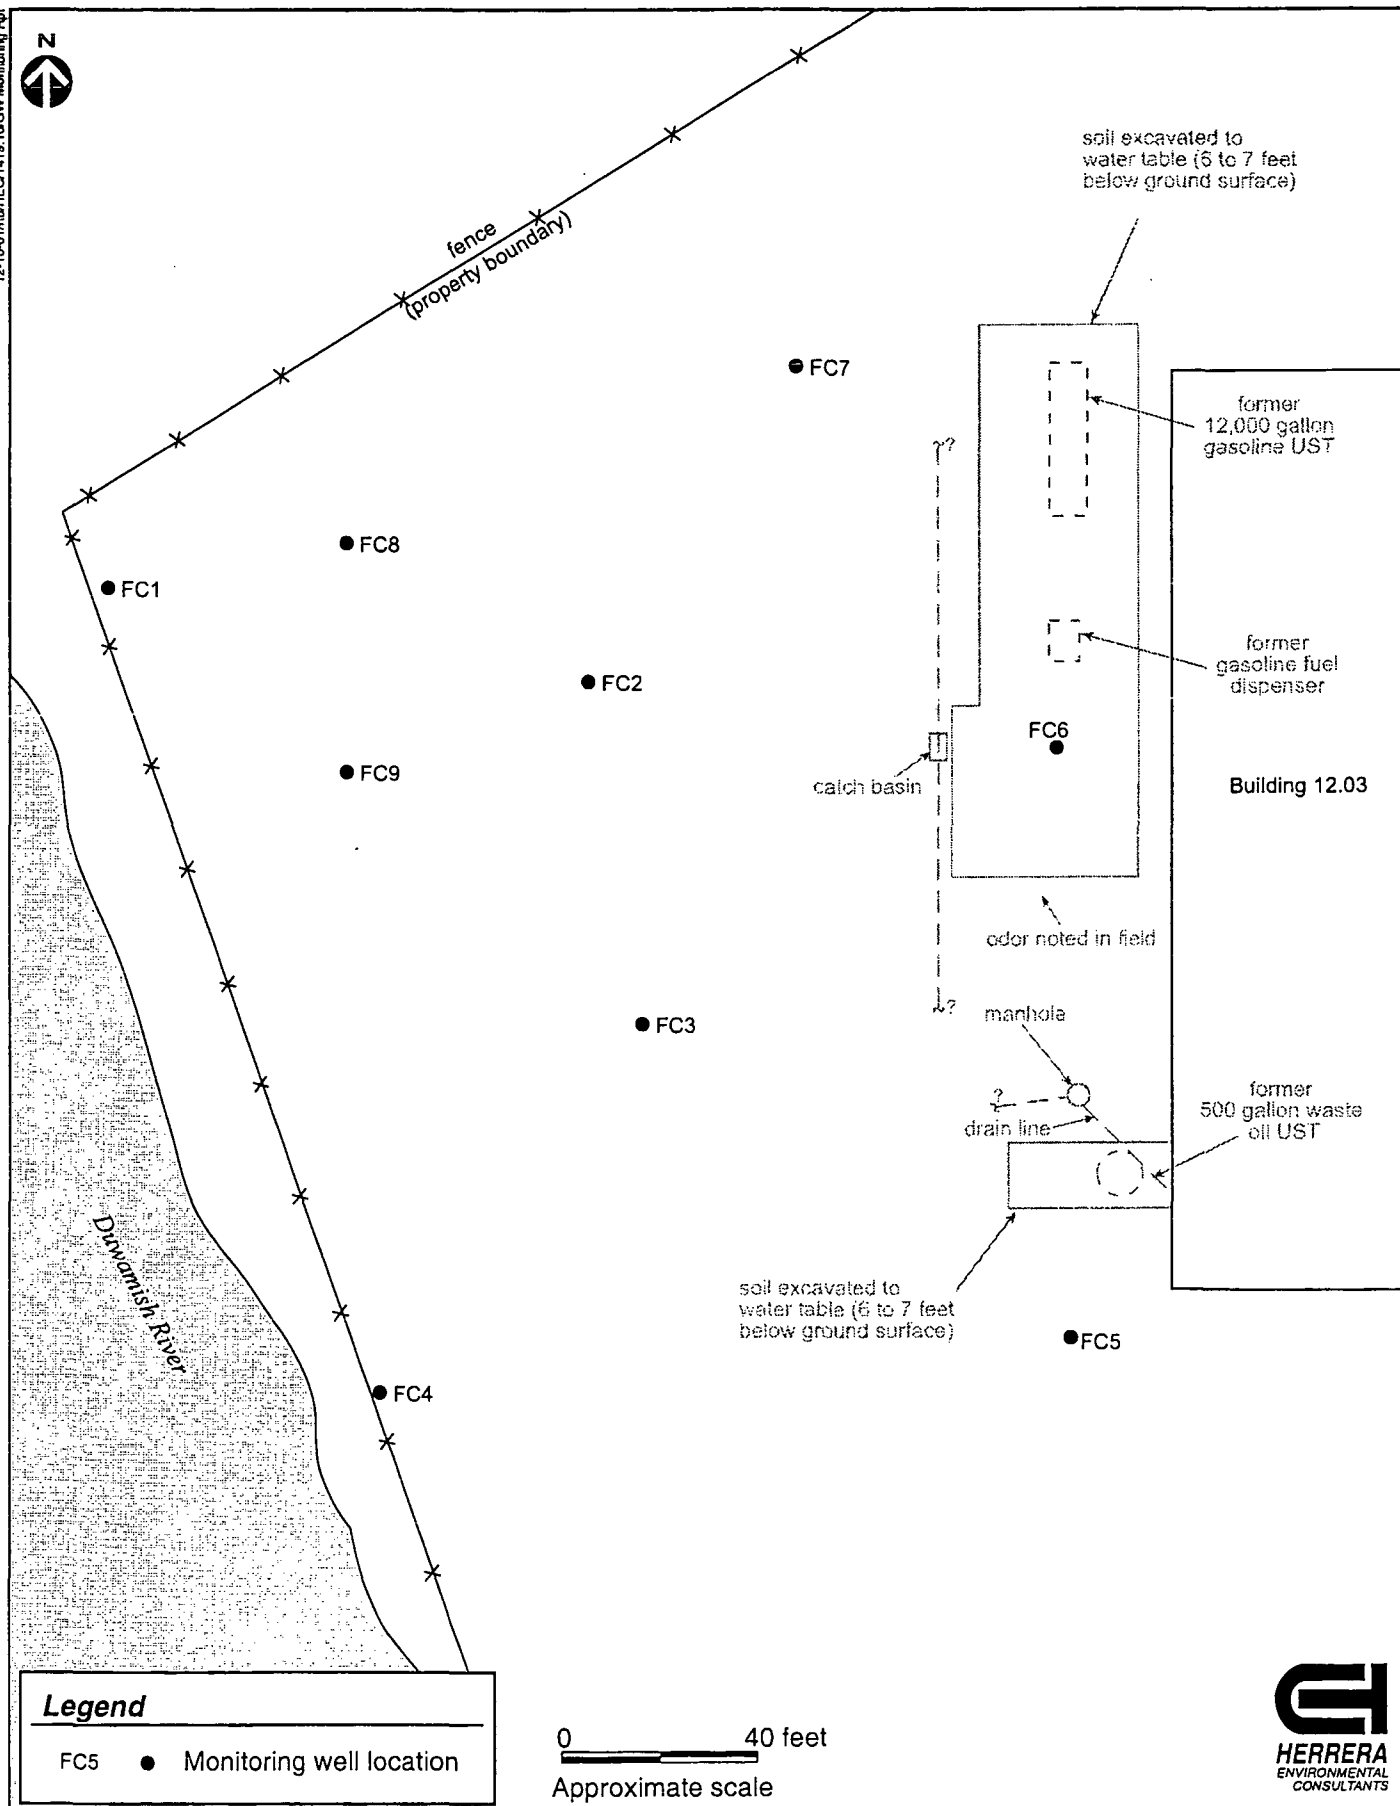 N
soil excavated to
water table (6 to 7 feet
below ground surface)
fence
(property boundary)
FC7
former
12,000 gallon
gasoline UST
?
FC8
FC1
former
gasoline fuel
dispenser
FC2
FC6
FC9
catch basin
Building 12.03
odor noted in field
?
manhole
FC3
?
former
500 gallon waste
oil UST
drain line
Duwamish River
soil excavated to
water table (6 to 7 feet
below ground surface)
FC5
FC4
Legend
FC5 Monitoring well location
0 40 feet
Approximate scale
HERRERA
ENVIRONMENTAL
CONSULTANTS